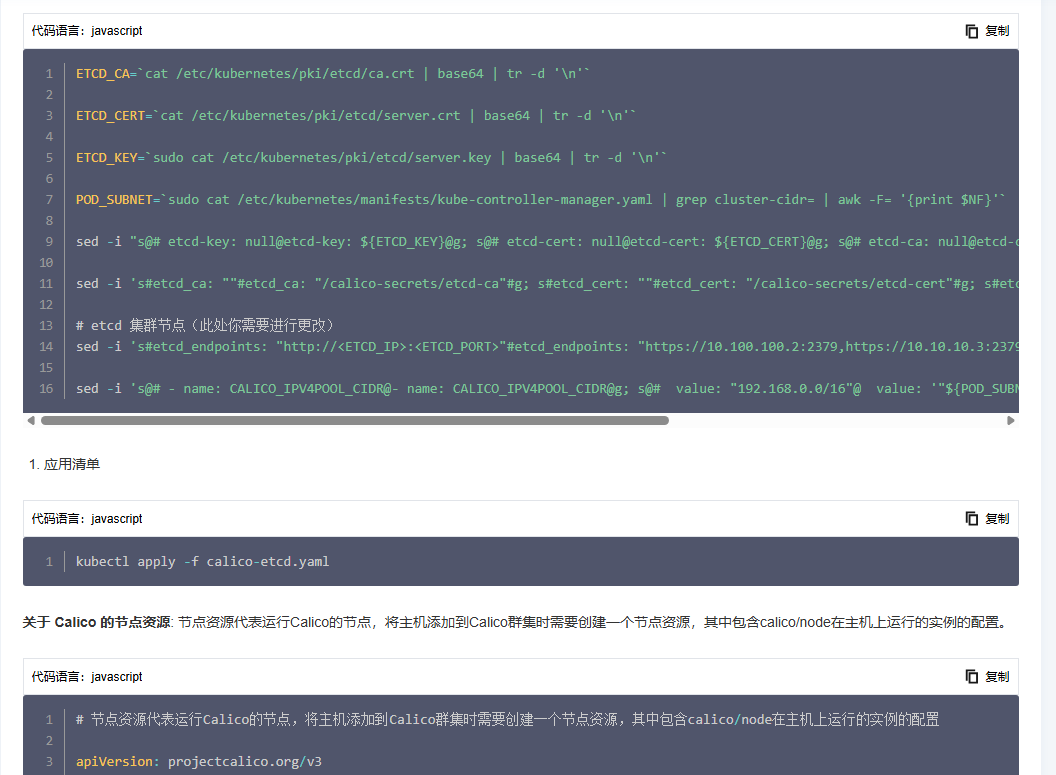 代码语言：javascript
复制
1 ETCD_CA=`cat /etc/kubernetes/pki/etcd/ca.crt | base64 | tr -d '\n'`
2
3 ETCD_CERT=`cat /etc/kubernetes/pki/etcd/server.crt | base64 | tr -d '\n'`
4
5 ETCD_KEY=`sudo cat /etc/kubernetes/pki/etcd/server.key | base64 | tr -d '\n'`
6
7 POD_SUBNET=`sudo cat /etc/kubernetes/manifests/kube-controller-manager.yaml | grep cluster-cidr= | awk -F= '{print $NF}'`
8
9 sed -i "s@# etcd-key: null@etcd-key: ${ETCD_KEY}@g; s@# etcd-cert: null@etcd-cert: ${ETCD_CERT}@g; s@# etcd-ca: null@etcd-c
10
11 sed -i 's#etcd_ca: ""#etcd_ca: "/calico-secrets/etcd-ca"#g; s#etcd_cert: ""#etcd_cert: "/calico-secrets/etcd-cert"#g; s#etc
12
13 # etcd 集群节点（此处你需要进行更改）
14 sed -i 's#etcd_endpoints: "http://<ETCD_IP>:<ETCD_PORT>"#etcd_endpoints: "https://10.100.100.2:2379,https://10.10.10.3:2379
15
16 sed -i 's@# - name: CALICO_IPV4POOL_CIDR@- name: CALICO_IPV4POOL_CIDR@g; s@#  value: "192.168.0.0/16"@  value: '"${POD_SUBN
1. 应用清单
代码语言：javascript
复制
1 kubectl apply -f calico-etcd.yaml
关于 Calico 的节点资源: 节点资源代表运行Calico的节点，将主机添加到Calico群集时需要创建一个节点资源，其中包含calico/node在主机上运行的实例的配置。
代码语言：javascript
复制
1 # 节点资源代表运行Calico的节点，将主机添加到Calico群集时需要创建一个节点资源，其中包含calico/node在主机上运行的实例的配置
2
3 apiVersion: projectcalico.org/v3